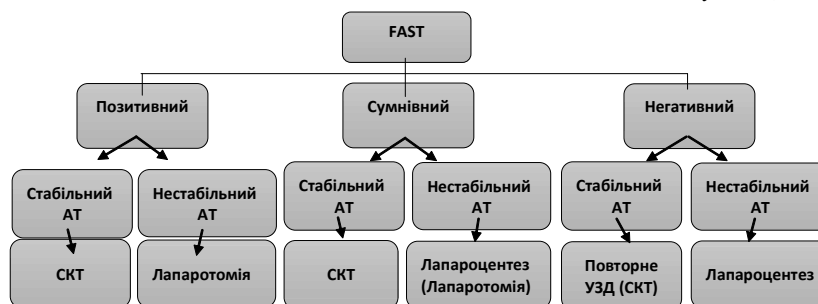 FAST
Позитивний
Сумнівний
Негативний
Стабільний
АТ
Нестабільний
АТ
Стабільний
АТ
Нестабільний
АТ
Стабільний
АТ
Нестабільний
АТ
СКТ
Лапаротомія
СКТ
Лапароцентез
(Лапаротомія)
Повторне
УЗД (СКТ)
Лапароцентез